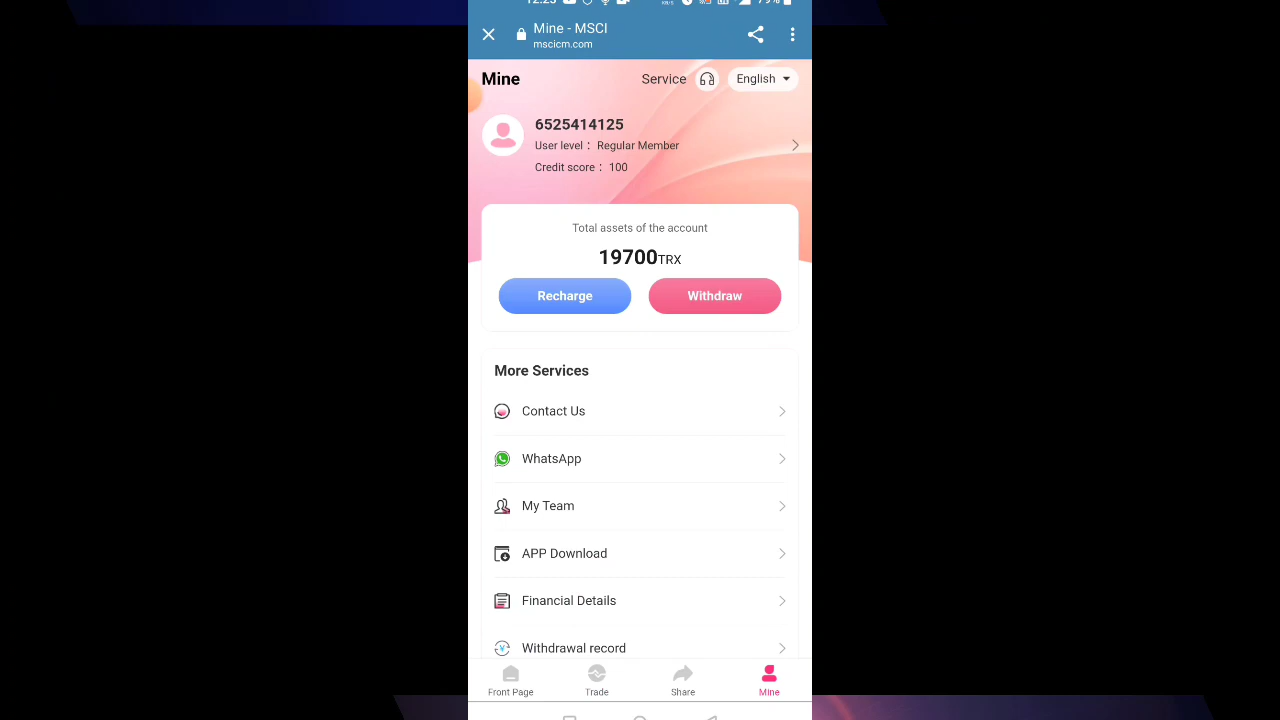 Mine - MSCI
mscicm.com
Mine
Service
English
6525414125
User level： Regular Member
Credit score： 100
Total assets of the account
19700TRX
Recharge
Withdraw
More Services
Contact Us
WhatsApp
My Team
APP Download
Financial Details
Withdrawal record
Front Page
Trade
Share
Mine